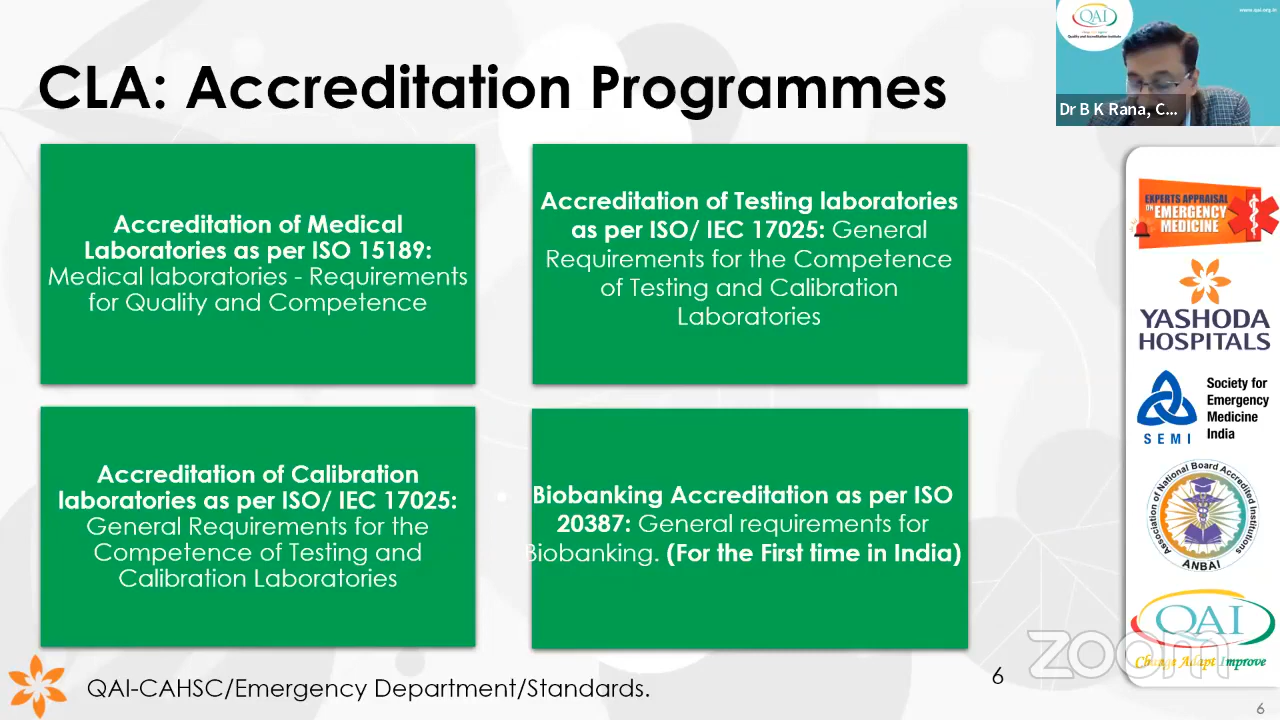 CLA: Accreditation Programmes
QAI
Quality and Accreditation Institute
www.qai.org.in
Dr B K Rana, C...
Accreditation of Medical
Laboratories as per ISO 15189:
Medical laboratories - Requirements
for Quality and Competence
Accreditation of Testing laboratories
as per ISO/ IEC 17025: General
Requirements for the Competence
of Testing and Calibration
Laboratories
Accreditation of Calibration
laboratories as per ISO/ IEC 17025:
General Requirements for the
Competence of Testing and
Calibration Laboratories
Biobanking Accreditation as per ISO
20387: General requirements for
Biobanking. (For the First time in India)
EXPERTS APPRAISAL
ON EMERGENCY
MEDICINE
YASHODA
HOSPITALS
SEMI
Society for
Emergency
Medicine
India
Association of National Board Accredited Institutions
ANBAI
QAI
Change Adapt Improve
zoom
QAI-CAHSC/Emergency Department/Standards.
6
6